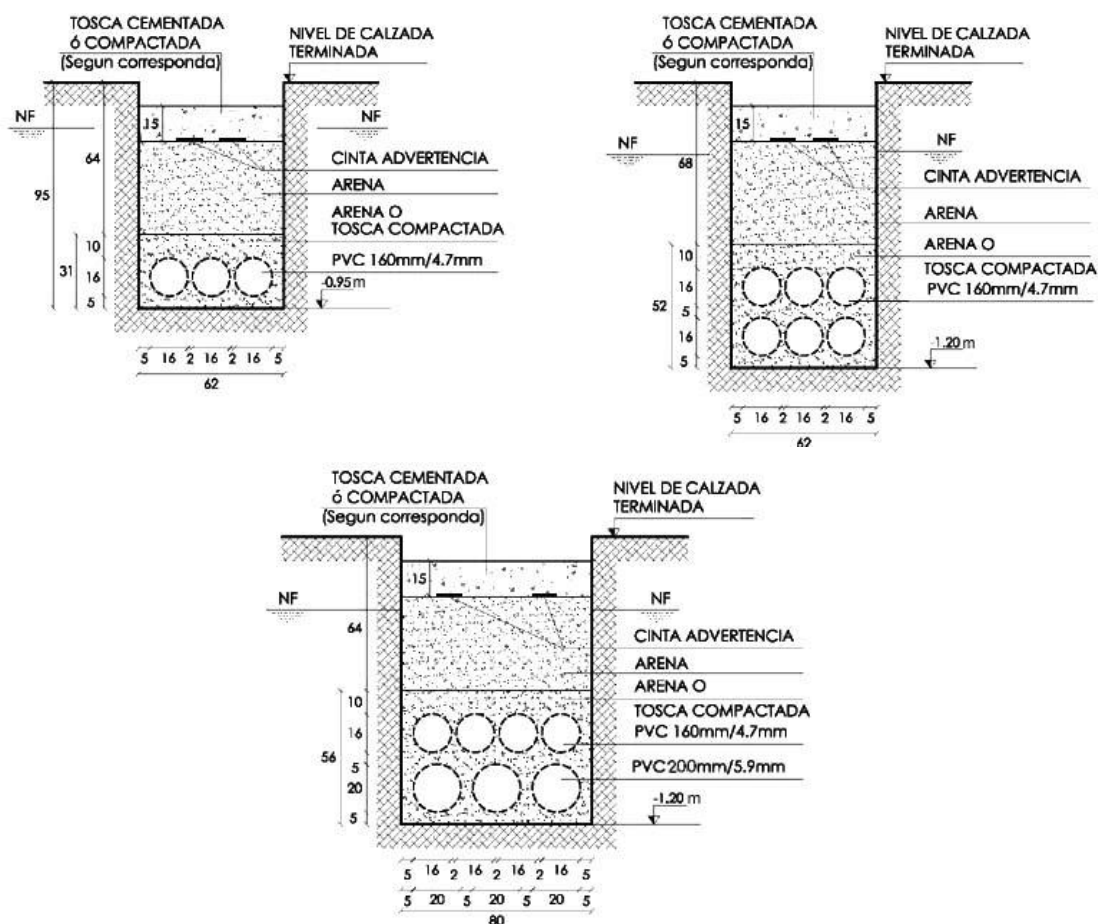 TOSCA CEMENTADA
ó COMPACTADA
(Segun corresponda)
NIVEL DE CALZADA
TERMINADA
NF
NF
15
64
95
CINTA ADVERTENCIA
ARENA
ARENA O
TOSCA COMPACTADA
PVC 160mm/4.7mm
10
31
16
5
-0.95 m
5 16 2 16 2 16 5
62
TOSCA CEMENTADA
ó COMPACTADA
(Segun corresponda)
NIVEL DE CALZADA
TERMINADA
NF
NF
15
68
CINTA ADVERTENCIA
ARENA
ARENA O
TOSCA COMPACTADA
PVC 160mm/4.7mm
10
16
52
5
16
5
-1.20 m
5 16 2 16 2 16 5
62
TOSCA CEMENTADA
ó COMPACTADA
(Segun corresponda)
NIVEL DE CALZADA
TERMINADA
NF
NF
15
64
CINTA ADVERTENCIA
ARENA
ARENA O
TOSCA COMPACTADA
PVC 160mm/4.7mm
PVC 200mm/5.9mm
10
16
56
5
20
5
-1.20 m
5 16 2 16 2 16 2 16 5
5 20 5 20 5 20 5
80